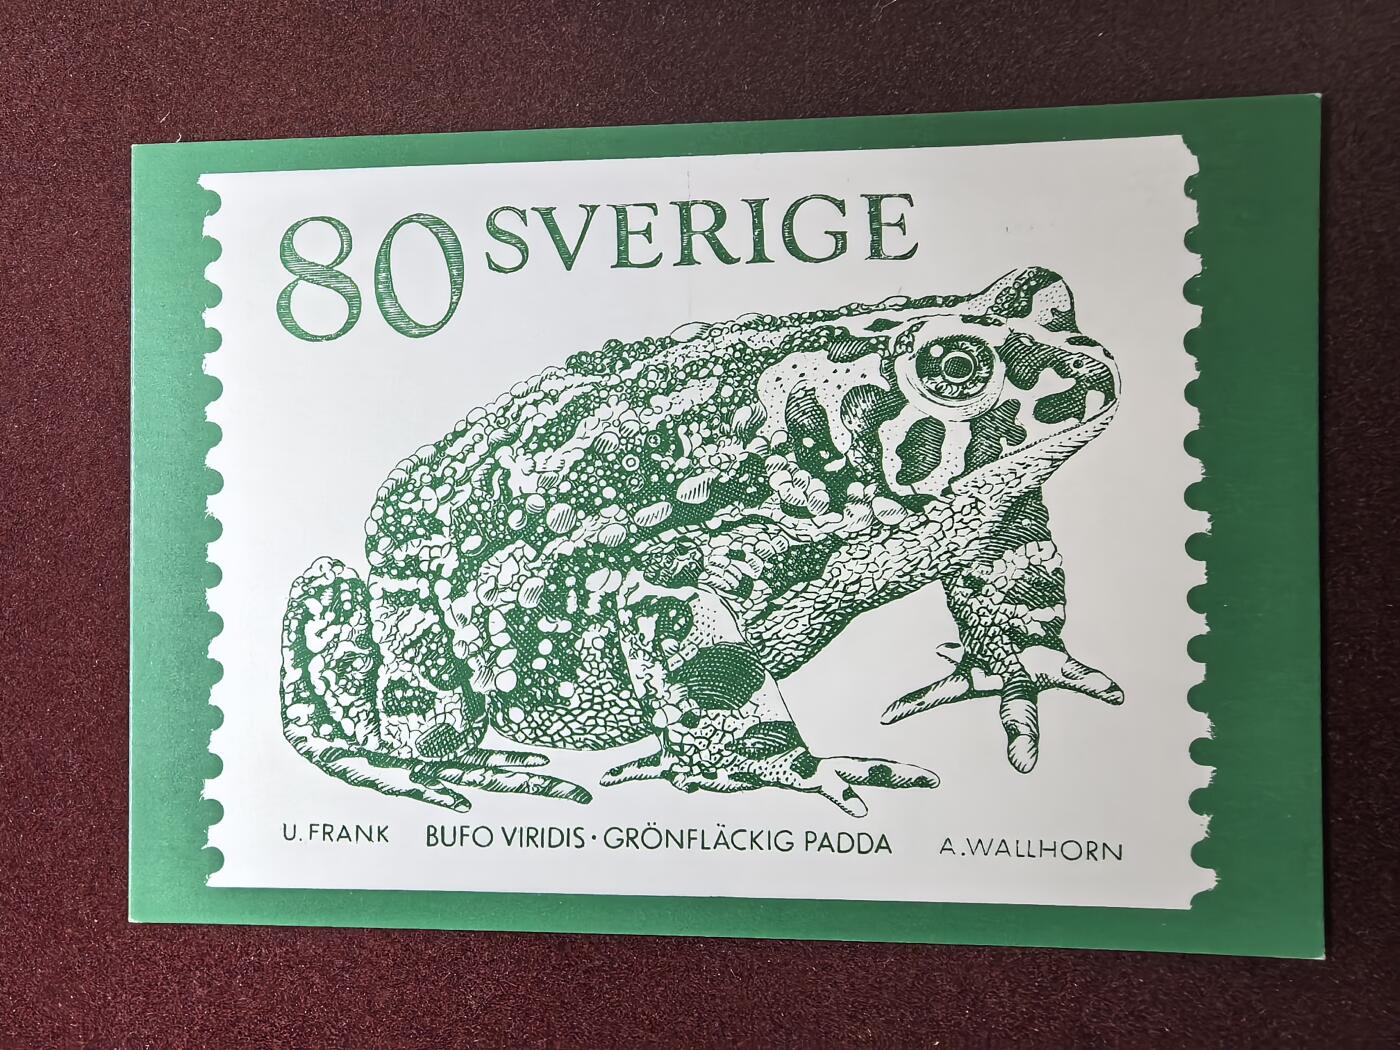 80 SVERIGE
U. FRANK BUFO VIRIDIS · GRÖNFLÄCKIG PADDA A. WALLHORN